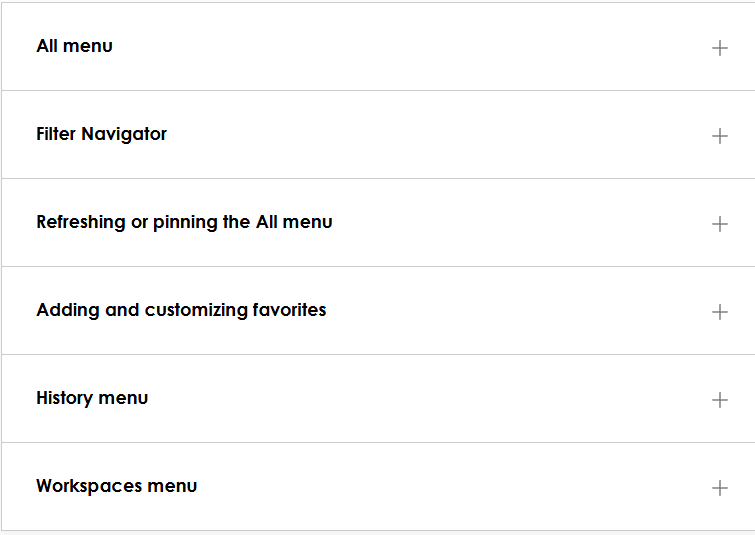 All menu
Filter Navigator
Refreshing or pinning the All menu
Adding and customizing favorites
History menu
Workspaces menu